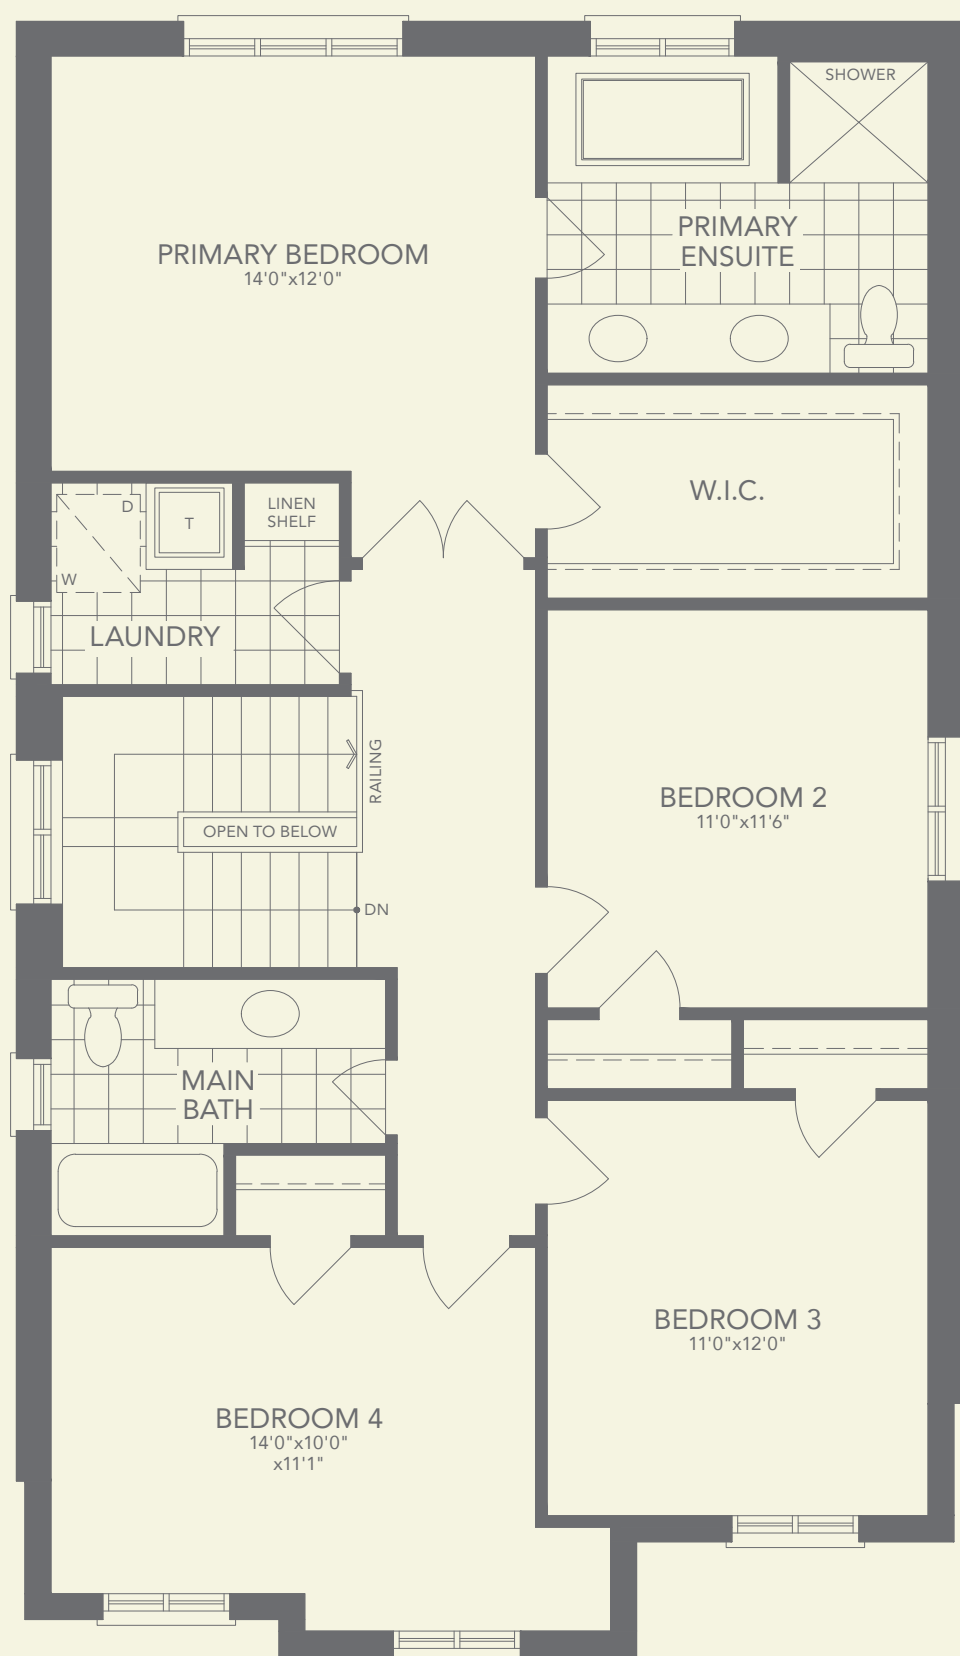 SHOWER
PRIMARY
ENSUITE
PRIMARY BEDROOM
14'0"x12'0"
W.I.C.
LINEN
SHELF
D
T
W
LAUNDRY
RAILING
OPEN TO BELOW
DN
BEDROOM 2
11'0"x11'6"
MAIN
BATH
BEDROOM 3
11'0"x12'0"
BEDROOM 4
14'0"x10'0"
x11'1"